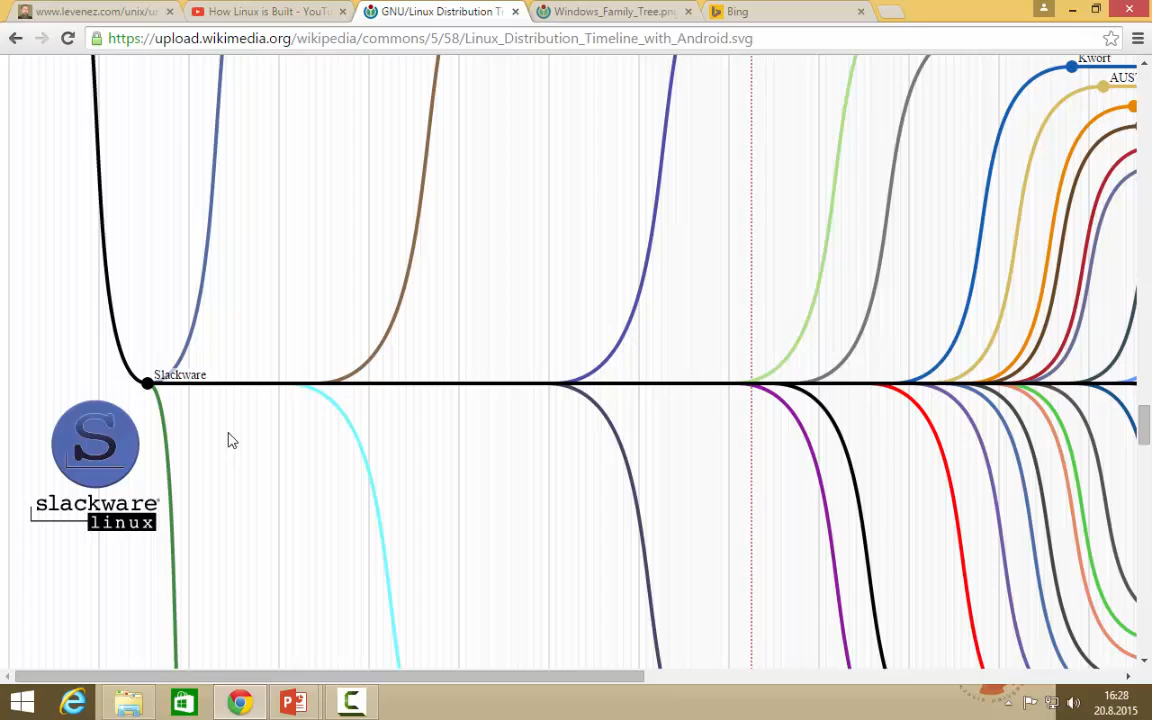 www.levenez.com/unix/u
How Linux is Built - YouTu
GNU/Linux Distribution Ti
Windows_Family_Tree.png
Bing
https://upload.wikimedia.org/wikipedia/commons/5/58/Linux_Distribution_Timeline_with_Android.svg
Kwort
AUS
Slackware
S
slackware
linux
16:28
20.8.2015